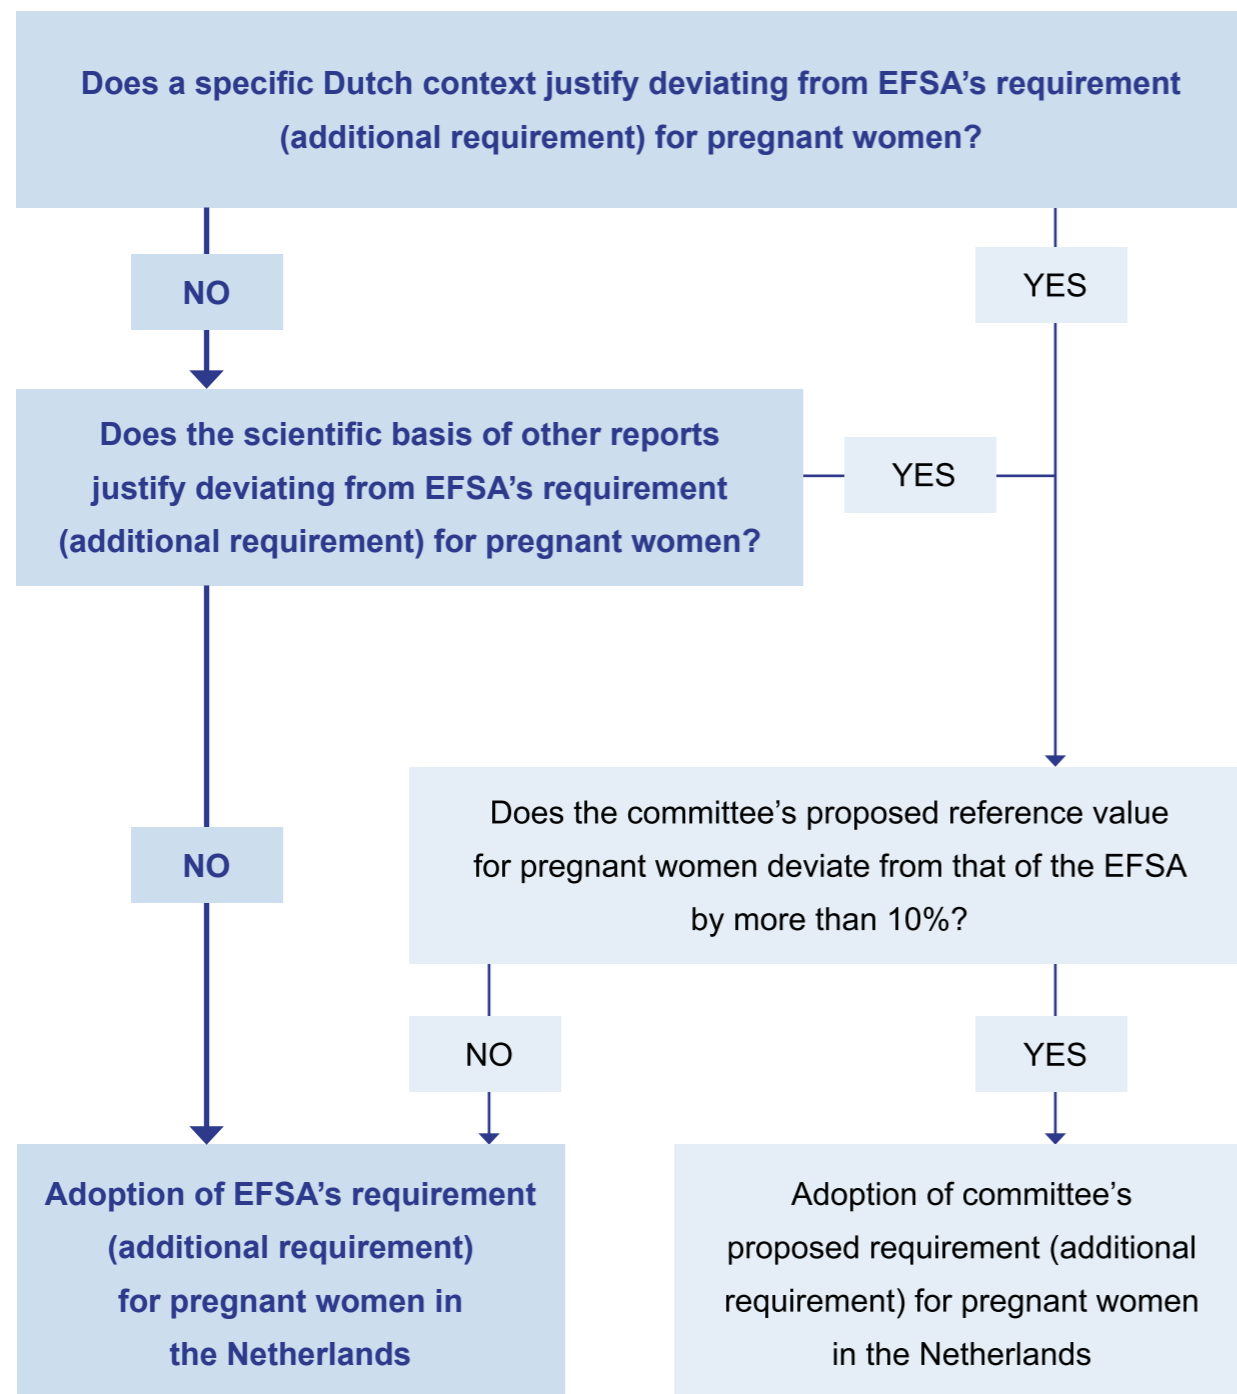 Does a specific Dutch context justify deviating from EFSA’s requirement
(additional requirement) for pregnant women?
NO
YES
Does the scientific basis of other reports
justify deviating from EFSA’s requirement
(additional requirement) for pregnant women?
YES
Does the committee’s proposed reference value
for pregnant women deviate from that of the EFSA
by more than 10%?
NO
NO
YES
Adoption of EFSA’s requirement
(additional requirement)
for pregnant women in
the Netherlands
Adoption of committee’s
proposed requirement (additional
requirement) for pregnant women
in the Netherlands